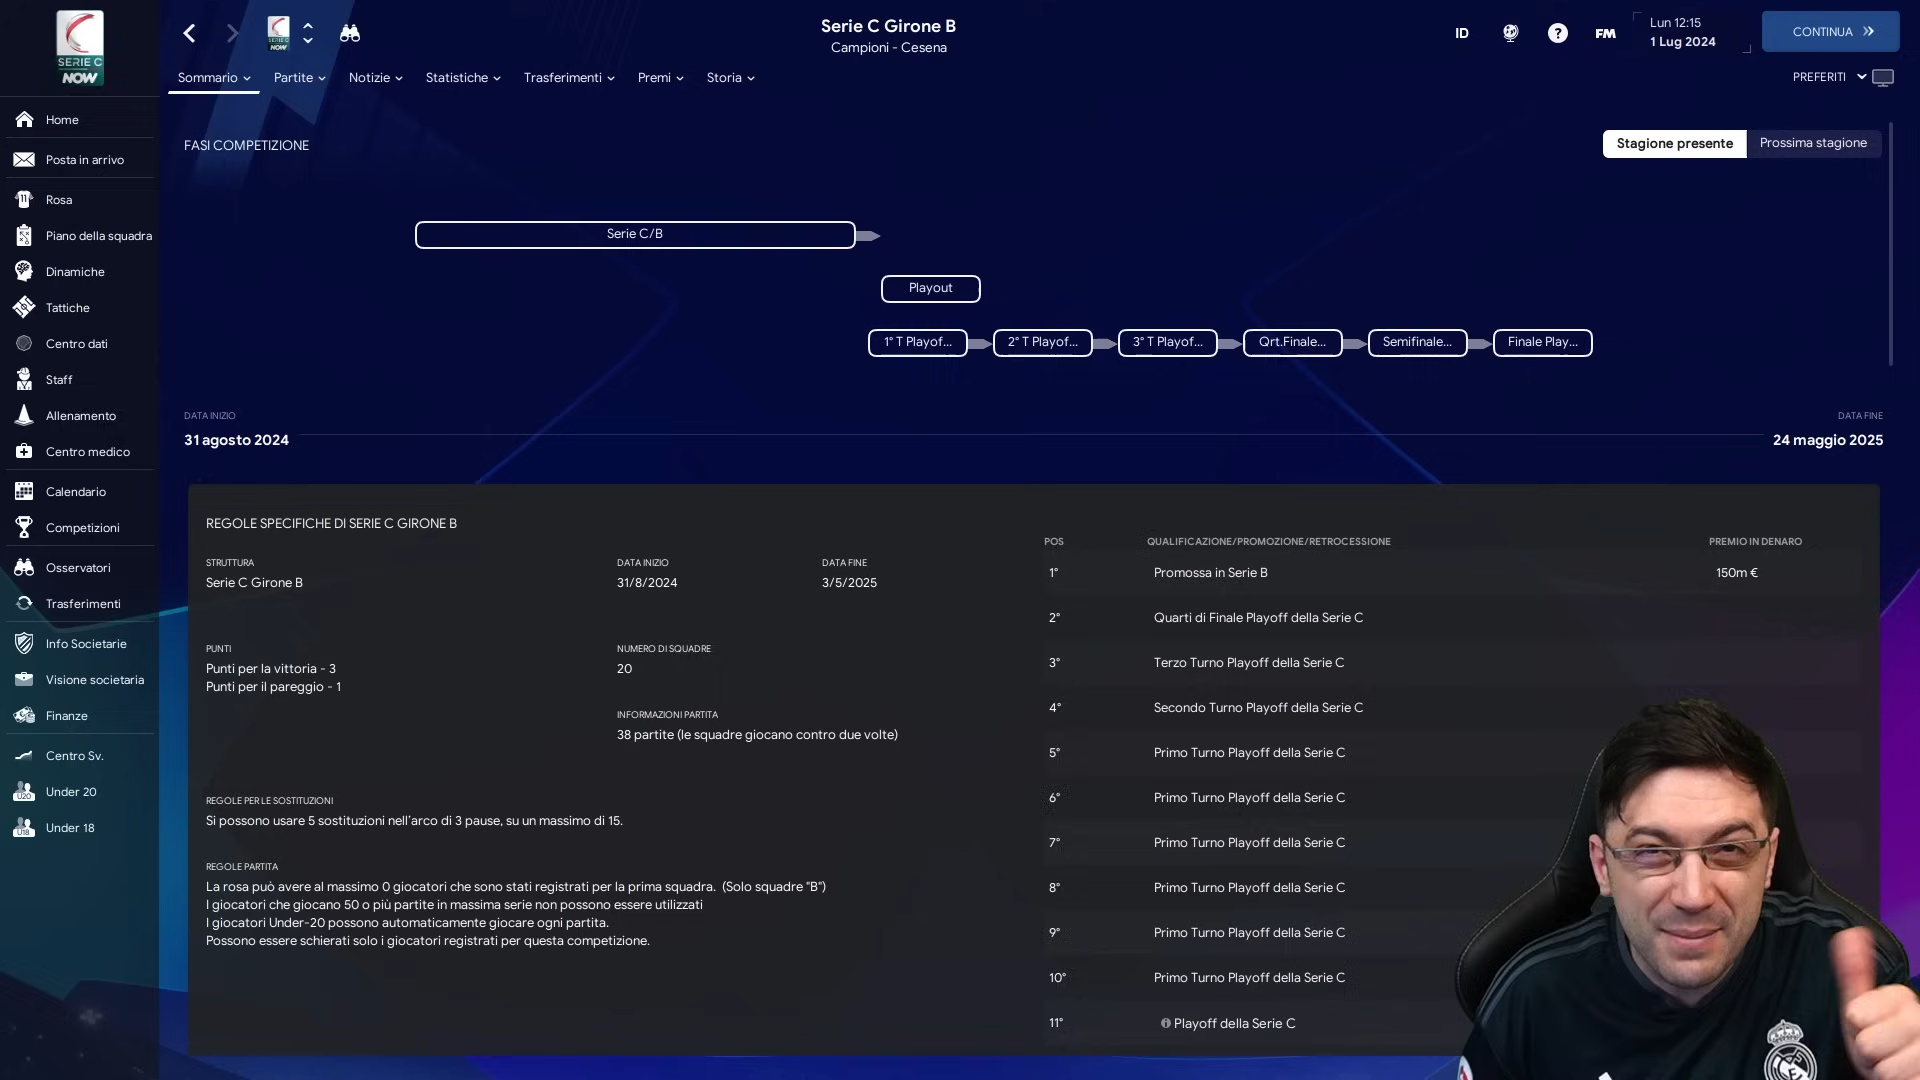 Serie C Girone B
Campioni - Cesena
ID
FM
Lun 12:15
1 Lug 2024
CONTINUA
SERIE C
NOW
SERIE C
NOW
Sommario
Partite
Notizie
Statistiche
Trasferimenti
Premi
Storia
PREFERITI
Home
Posta in arrivo
Rosa
Piano della squadra
Dinamiche
Tattiche
Centro dati
Staff
Allenamento
Centro medico
Calendario
Competizioni
Osservatori
Trasferimenti
Info Societarie
Visione societaria
Finanze
Centro Sv.
U20
Under 20
U18
Under 18
FASI COMPETIZIONE
Stagione presente
Prossima stagione
Serie C/B
Playout
1° T Playof...
2° T Playof...
3° T Playof...
Qrt.Finale...
Semifinale...
Finale Play...
DATA INIZIO
31 agosto 2024
DATA FINE
24 maggio 2025
REGOLE SPECIFICHE DI SERIE C GIRONE B
STRUTTURA
Serie C Girone B
DATA INIZIO
31/8/2024
DATA FINE
3/5/2025
PUNTI
Punti per la vittoria - 3
Punti per il pareggio - 1
NUMERO DI SQUADRE
20
INFORMAZIONI PARTITA
38 partite (le squadre giocano contro due volte)
REGOLE PER LE SOSTITUZIONI
Si possono usare 5 sostituzioni nell'arco di 3 pause, su un massimo di 15.
REGOLE PARTITA
La rosa può avere al massimo 0 giocatori che sono stati registrati per la prima squadra. (Solo squadre "B")
I giocatori che giocano 50 o più partite in massima serie non possono essere utilizzati
I giocatori Under-20 possono automaticamente giocare ogni partita.
Possono essere schierati solo i giocatori registrati per questa competizione.
POS QUALIFICAZIONE/PROMOZIONE/RETROCESSIONE PREMIO IN DENARO
1° Promossa in Serie B 150m €
2° Quarti di Finale Playoff della Serie C
3° Terzo Turno Playoff della Serie C
4° Secondo Turno Playoff della Serie C
5° Primo Turno Playoff della Serie C
6° Primo Turno Playoff della Serie C
7° Primo Turno Playoff della Serie C
8° Primo Turno Playoff della Serie C
9° Primo Turno Playoff della Serie C
10° Primo Turno Playoff della Serie C
11° Playoff della Serie C